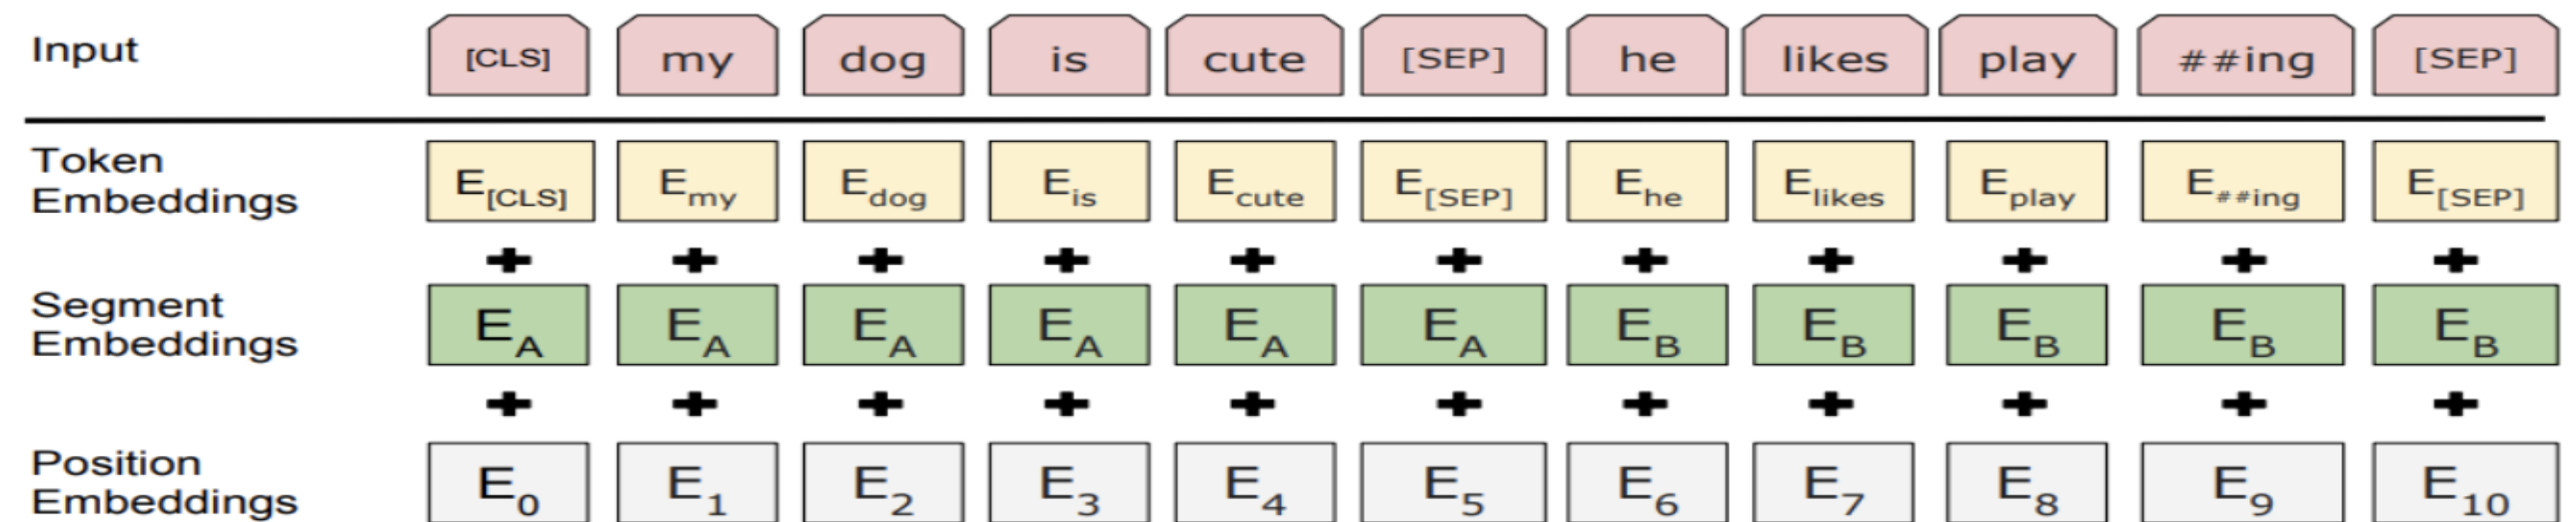 Input [CLS] my dog is cute [SEP] he likes play ##ing [SEP]
Token
Embeddings E[CLS] Emy Edog Eis Ecute E[SEP] Ehe Elikes Eplay E##ing E[SEP]
+ + + + + + + + + + +
Segment
Embeddings EA EA EA EA EA EA EB EB EB EB EB
+ + + + + + + + + + +
Position
Embeddings E0 E1 E2 E3 E4 E5 E6 E7 E8 E9 E10